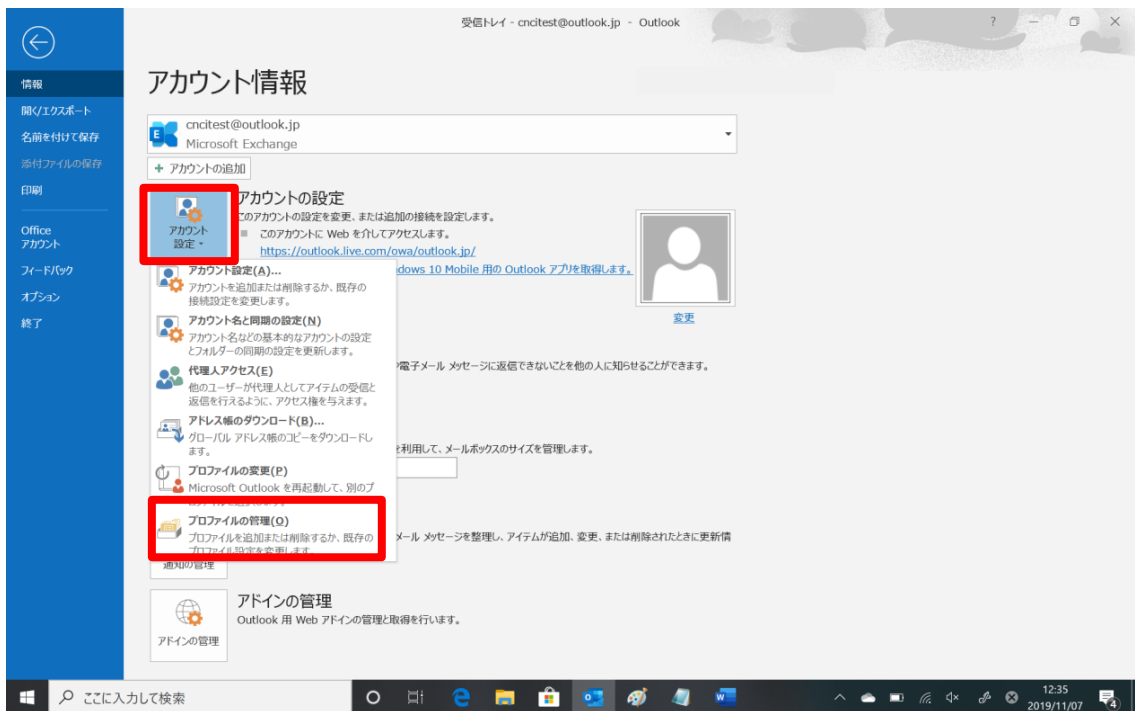 受信トレイ - cncitest@outlook.jp - Outlook
?
情報
開く/エクスポート
名前を付けて保存
添付ファイルの保存
印刷
Office
アカウント
フィードバック
オプション
終了
アカウント情報
cncitest@outlook.jp
Microsoft Exchange
+ アカウントの追加
アカウント
設定
アカウントの設定
このアカウントの設定を変更、または追加の接続を設定します。
このアカウントに Web を介してアクセスします。
https://outlook.live.com/owa/outlook.jp/
dows 10 Mobile 用の Outlook アプリを取得します。
変更
アカウント設定(A)...
アカウントを追加または削除するか、既存の
接続設定を変更します。
アカウント名と同期の設定(N)
アカウント名などの基本的なアカウントの設定
とフォルダーの同期の設定を更新します。
代理人アクセス(E)
他のユーザーが代理人としてアイテムの受信と
返信を行えるように、アクセス権を与えます。
電子メール メッセージに返信できないことを他の人に知らせることができます。
アドレス帳のダウンロード(B)...
グローバル アドレス帳のコピーをダウンロードし
ます。
を利用して、メールボックスのサイズを管理します。
プロファイルの変更(P)
Microsoft Outlook を再起動して、別のプ
プロファイルの管理(O)
プロファイルを追加または削除するか、既存の
プロファイル設定を変更します。
メール メッセージを整理し、アイテムが追加、変更、または削除されたときに更新情
通知の管理
アドインの管理
アドインの管理
Outlook 用 Web アドインの管理と取得を行います。
ここに入力して検索
12:35
2019/11/07
4